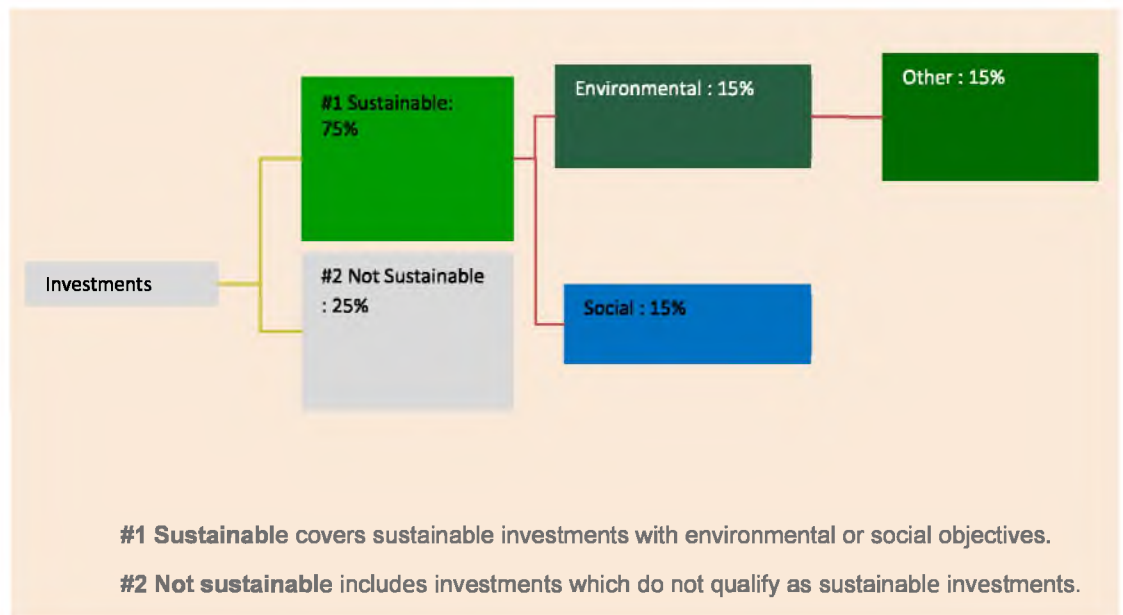 #1 Sustainable:
75%
Environmental : 15%
Other : 15%
Investments
#2 Not Sustainable
: 25%
Social : 15%
#1 Sustainable covers sustainable investments with environmental or social objectives.
#2 Not sustainable includes investments which do not qualify as sustainable investments.